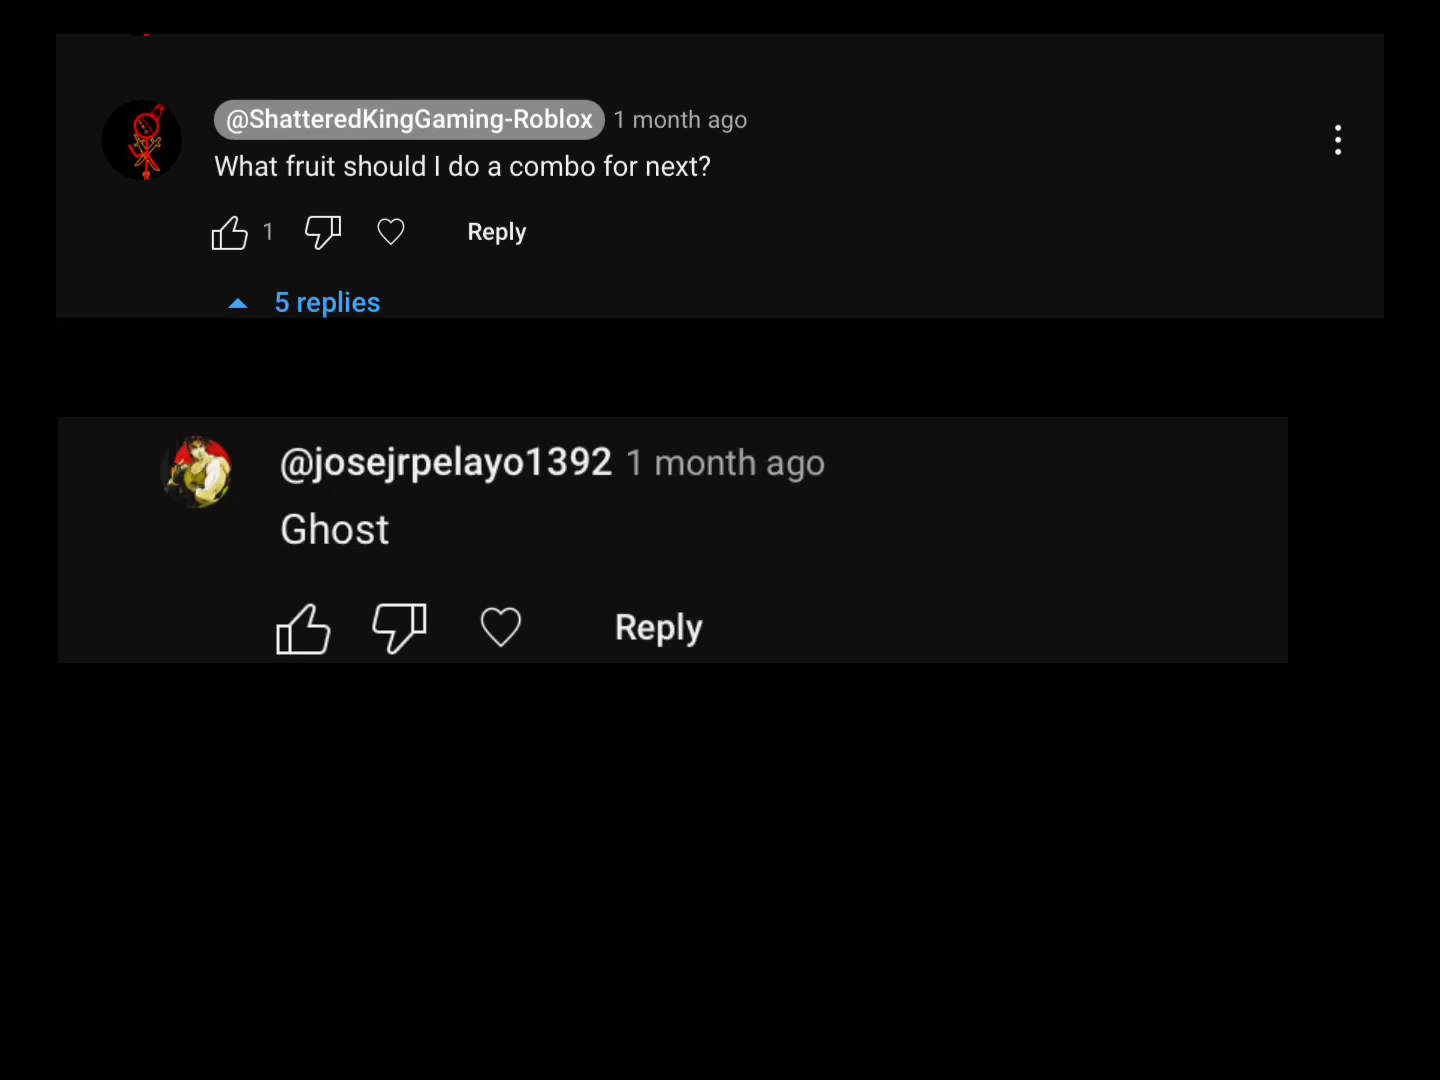 @ShatteredKingGaming-Roblox 1 month ago
What fruit should I do a combo for next?
1 Reply
5 replies
@josejrpelayo1392 1 month ago
Ghost
Reply